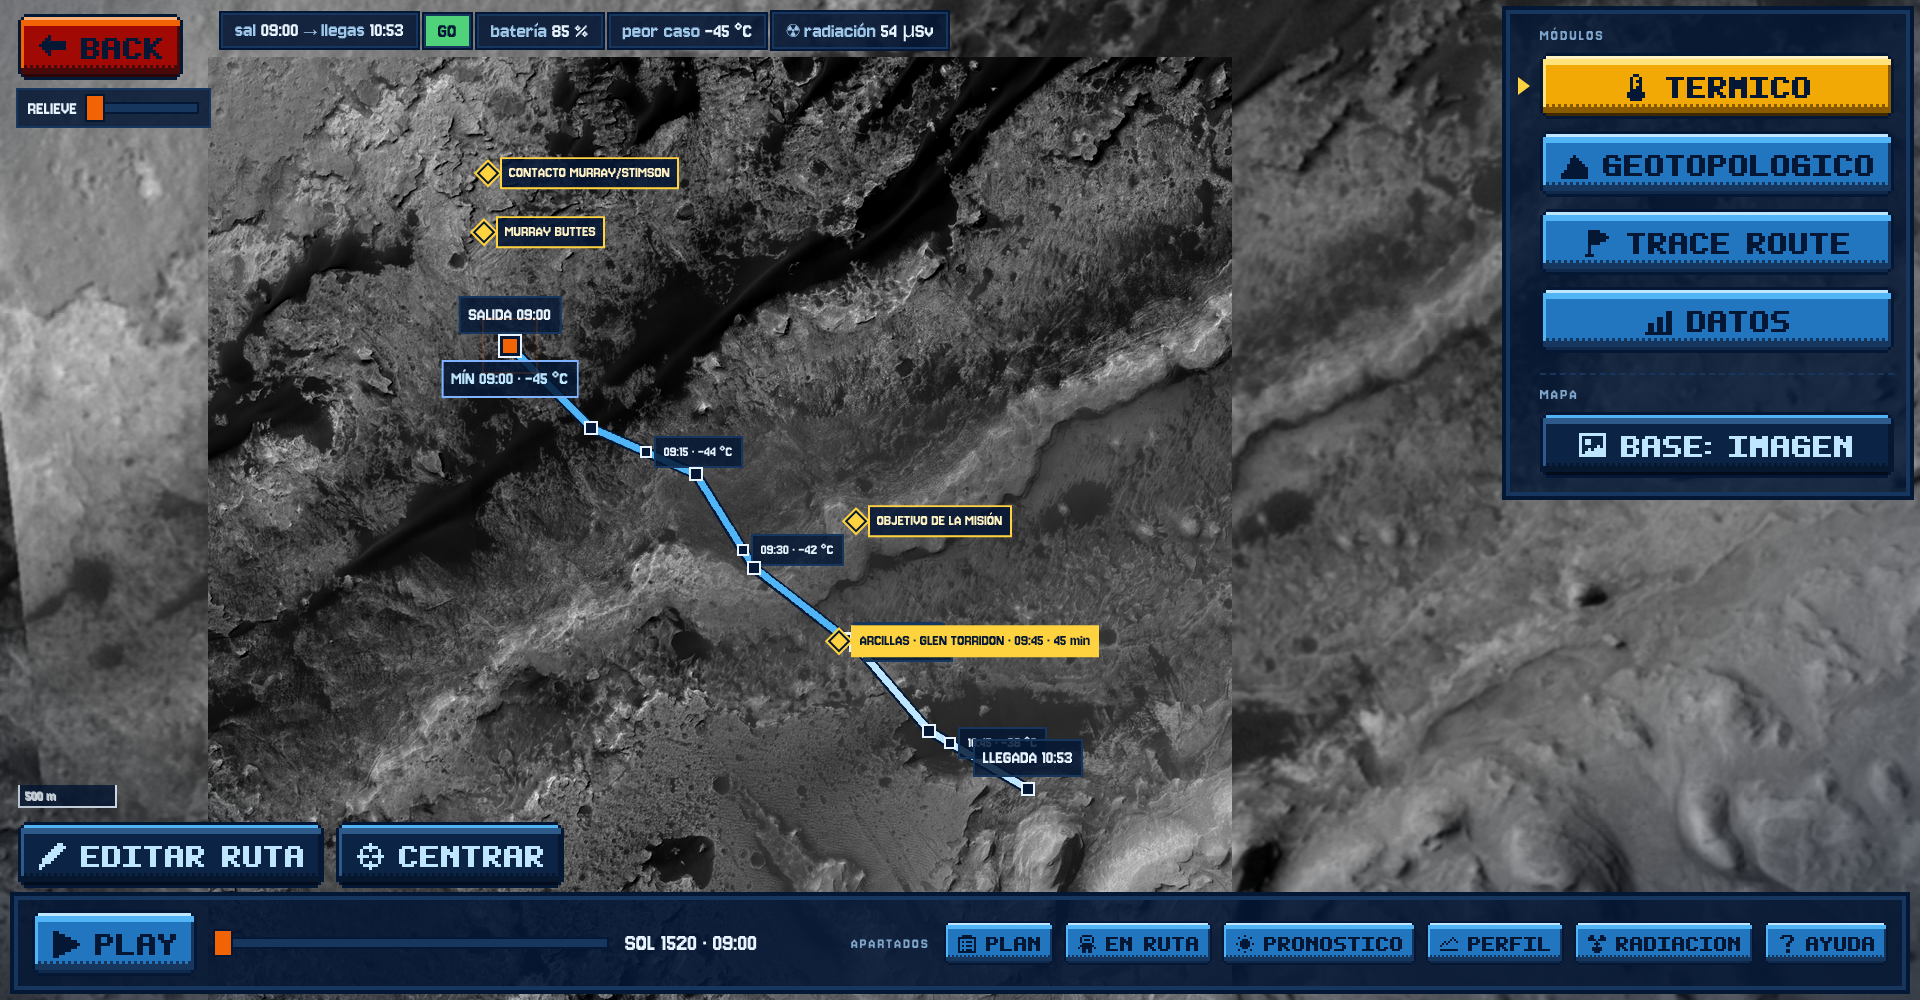 BACK
sal 09:00 → llegas 10:53
GO
batería 85 %
peor caso -45 °C
☢ radiación 54 µSv
RELIEVE
MÓDULOS
TERMICO
GEOTOPOLOGICO
TRACE ROUTE
DATOS
MAPA
BASE: IMAGEN
CONTACTO MURRAY/STIMSON
MURRAY BUTTES
SALIDA 09:00
MÍN 09:00 · -45 °C
09:15 · -44 °C
OBJETIVO DE LA MISIÓN
09:30 · -42 °C
ARCILLAS · GLEN TORRIDON · 09:45 · 45 min
10:45 · -38 °C
LLEGADA 10:53
500 m
EDITAR RUTA
CENTRAR
PLAY
SOL 1520 · 09:00
APARTADOS
PLAN
EN RUTA
PRONOSTICO
PERFIL
RADIACION
? AYUDA